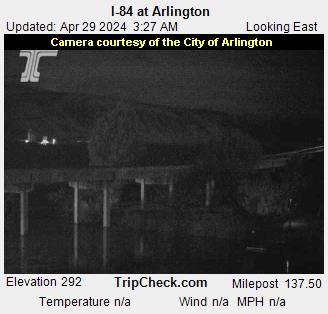 I-84 at Arlington
Updated: Apr 29 2024 3:27 AM Looking East
Camera courtesy of the City of Arlington
Elevation 292 TripCheck.com Milepost 137.50
Temperature n/a Wind n/a MPH n/a